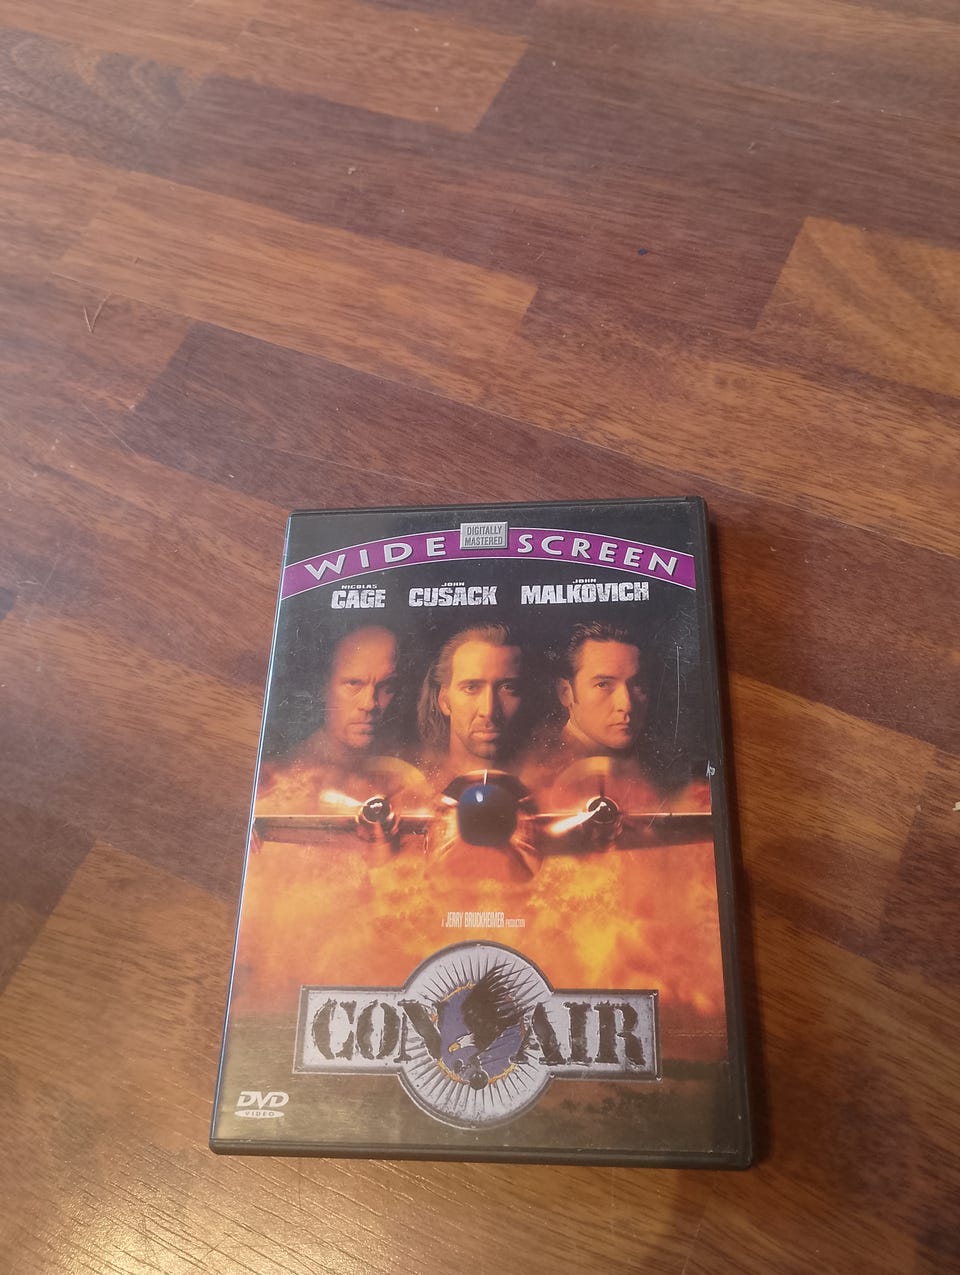 DIGITALLY
MASTERED
WIDE SCREEN
NICOLAS JOHN JOHN
CAGE CUSACK MALKOVICH
A JERRY BRUCKHEIMER PRODUCTION
CON AIR
DVD
VIDEO